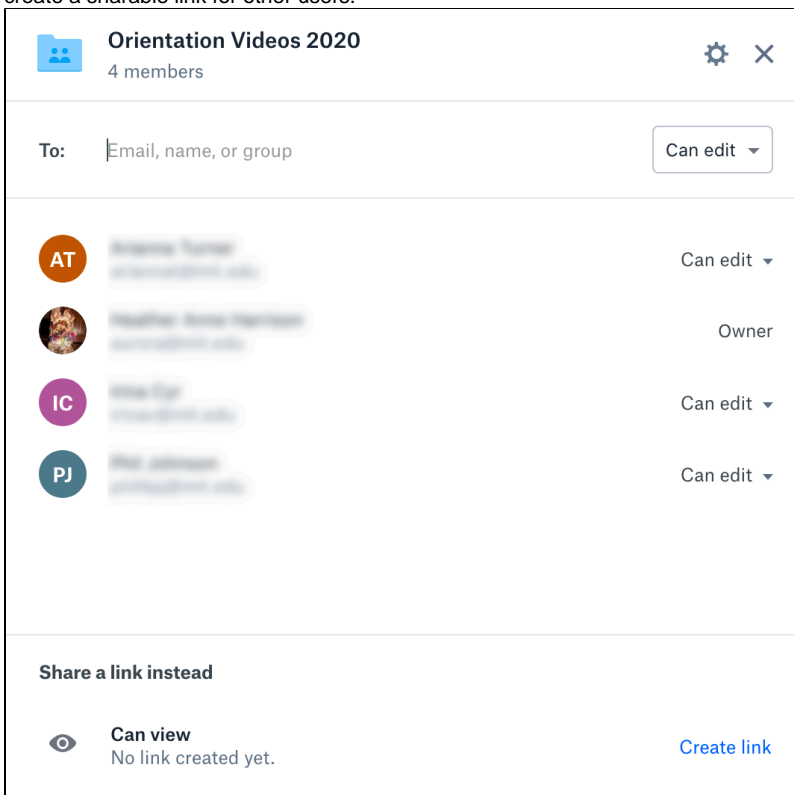 create a sharable link for other users.
Orientation Videos 2020
4 members
To: Email, name, or group Can edit
AT Can edit
Owner
IC Can edit
PJ Can edit
Share a link instead
Can view
No link created yet.
Create link